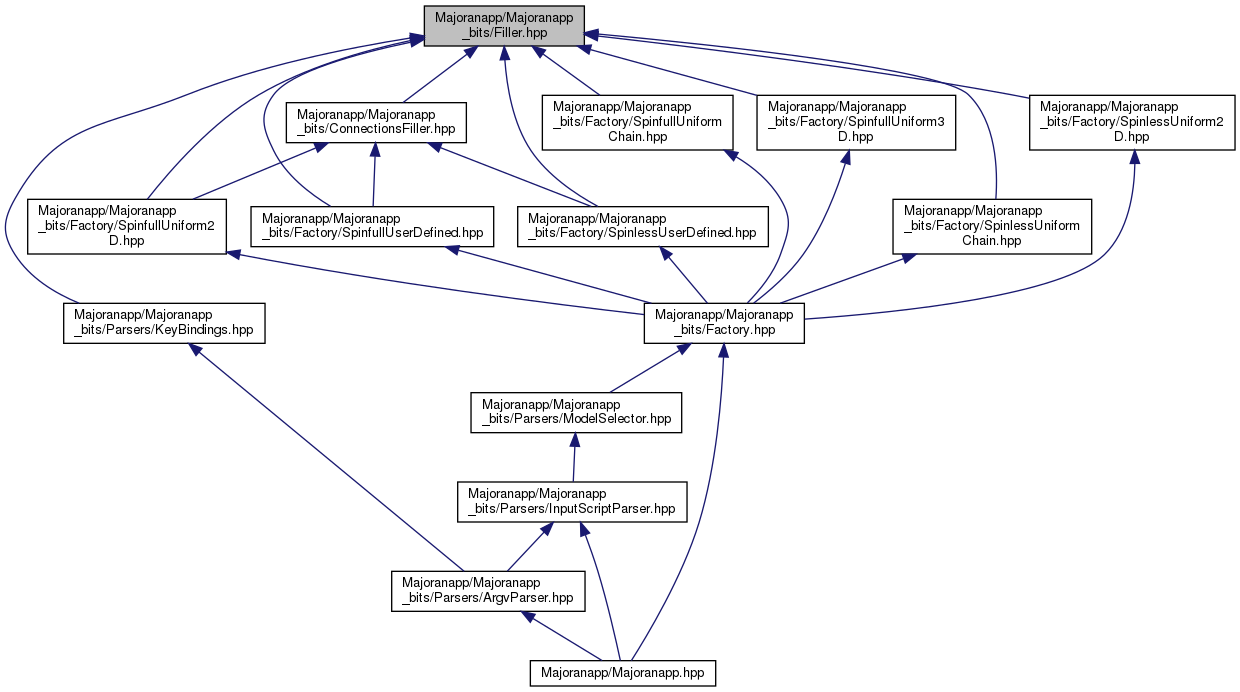 Majoranapp/Majoranapp
_bits/Filler.hpp
Majoranapp/Majoranapp
_bits/ConnectionsFiller.hpp
Majoranapp/Majoranapp
_bits/Factory/SpinfullUniform
Chain.hpp
Majoranapp/Majoranapp
_bits/Factory/SpinfullUniform3
D.hpp
Majoranapp/Majoranapp
_bits/Factory/SpinlessUniform2
D.hpp
Majoranapp/Majoranapp
_bits/Factory/SpinfullUniform2
D.hpp
Majoranapp/Majoranapp
_bits/Factory/SpinfullUserDefined.hpp
Majoranapp/Majoranapp
_bits/Factory/SpinlessUserDefined.hpp
Majoranapp/Majoranapp
_bits/Factory/SpinlessUniform
Chain.hpp
Majoranapp/Majoranapp
_bits/Parsers/KeyBindings.hpp
Majoranapp/Majoranapp
_bits/Factory.hpp
Majoranapp/Majoranapp
_bits/Parsers/ModelSelector.hpp
Majoranapp/Majoranapp
_bits/Parsers/InputScriptParser.hpp
Majoranapp/Majoranapp
_bits/Parsers/ArgvParser.hpp
Majoranapp/Majoranapp.hpp